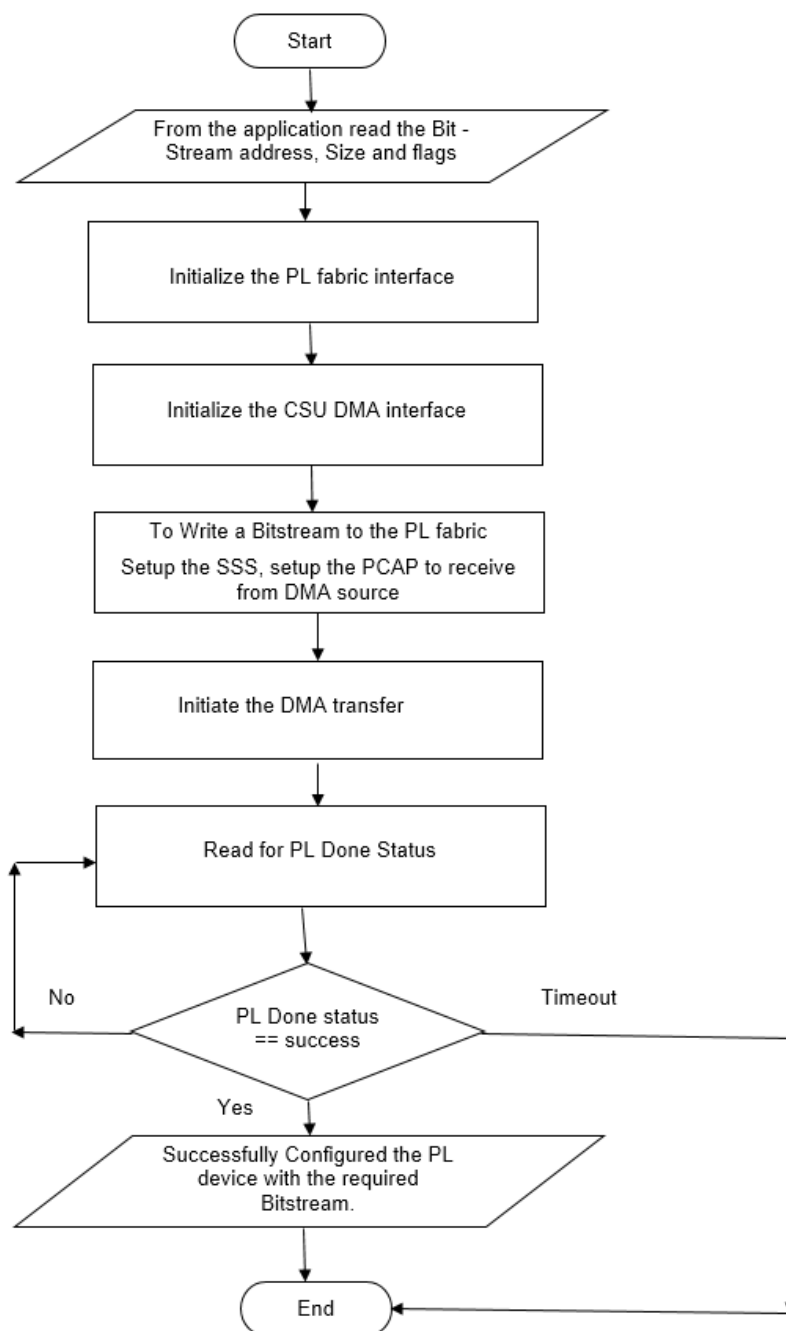 Start
From the application read the Bit -
Stream address, Size and flags
Initialize the PL fabric interface
Initialize the CSU DMA interface
To Write a Bitstream to the PL fabric
Setup the SSS, setup the PCAP to receive
from DMA source
Initiate the DMA transfer
Read for PL Done Status
No
PL Done status
== success
Timeout
Yes
Successfully Configured the PL
device with the required
Bitstream.
End